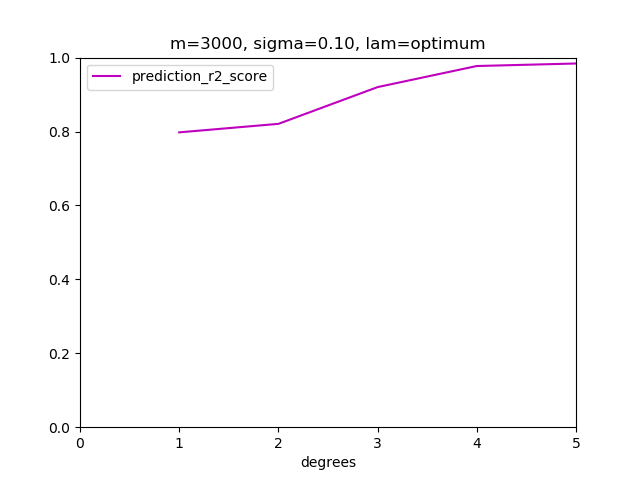 m=3000, sigma=0.10, lam=optimum
prediction_r2_score
1.0
0.8
0.6
0.4
0.2
0.0
0 1 2 3 4 5
degrees